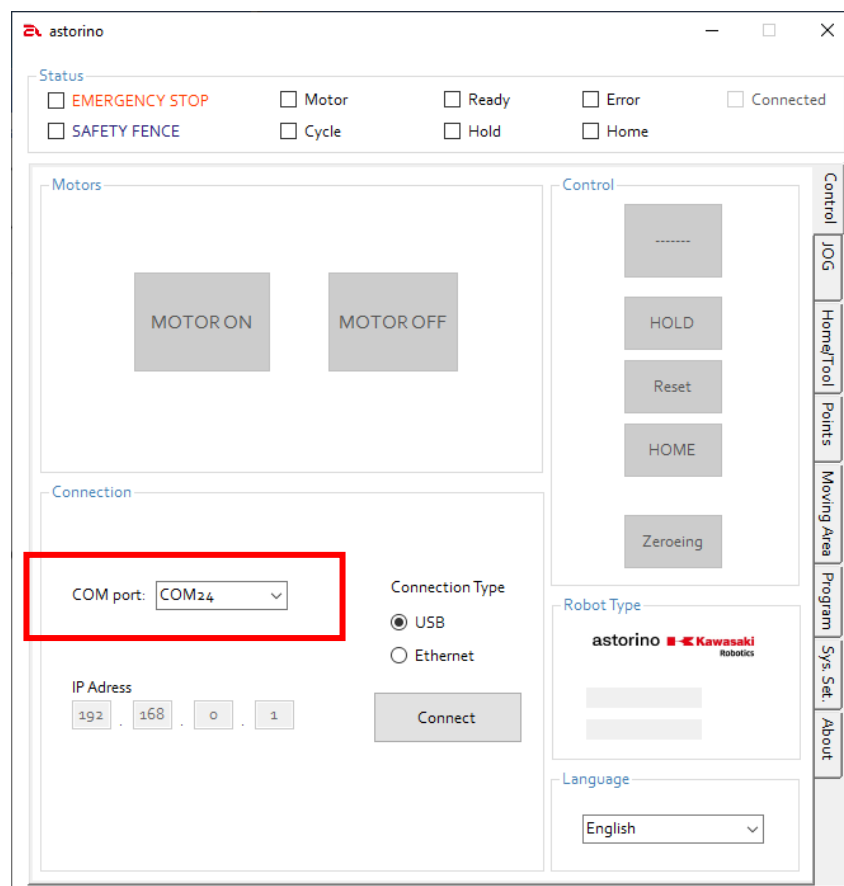 astorino
Status
EMERGENCY STOP
Motor
Ready
Error
Connected
SAFETY FENCE
Cycle
Hold
Home
Motors
MOTOR ON
MOTOR OFF
Control
-------
HOLD
Reset
HOME
Zeroeing
Connection
COM port:
COM24
Connection Type
USB
Ethernet
IP Adress
192 . 168 . 0 . 1
Connect
Robot Type
astorino Kawasaki
Robotics
Language
English
Control
JOG
Home/Tool
Points
Moving Area
Program
Sys. Set.
About